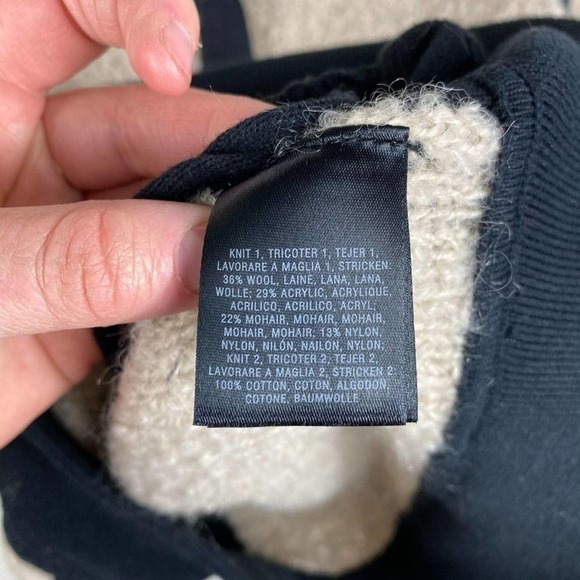 KNIT 1, TRICOTER 1, TEJER 1,
LAVORARE A MAGLIA 1, STRICKEN:
36% WOOL, LAINE, LANA, LANA,
WOLLE; 29% ACRYLIC, ACRYLIQUE,
ACRILICO, ACRILICO, ACRYL;
22% MOHAIR, MOHAIR, MOHAIR,
MOHAIR, MOHAIR; 13% NYLON,
NYLON, NILÓN, NAILON, NYLON;
KNIT 2, TRICOTER 2, TEJER 2,
LAVORARE A MAGLIA 2, STRICKEN 2:
100% COTTON, COTON, ALGODON,
COTONE, BAUMWOLLE